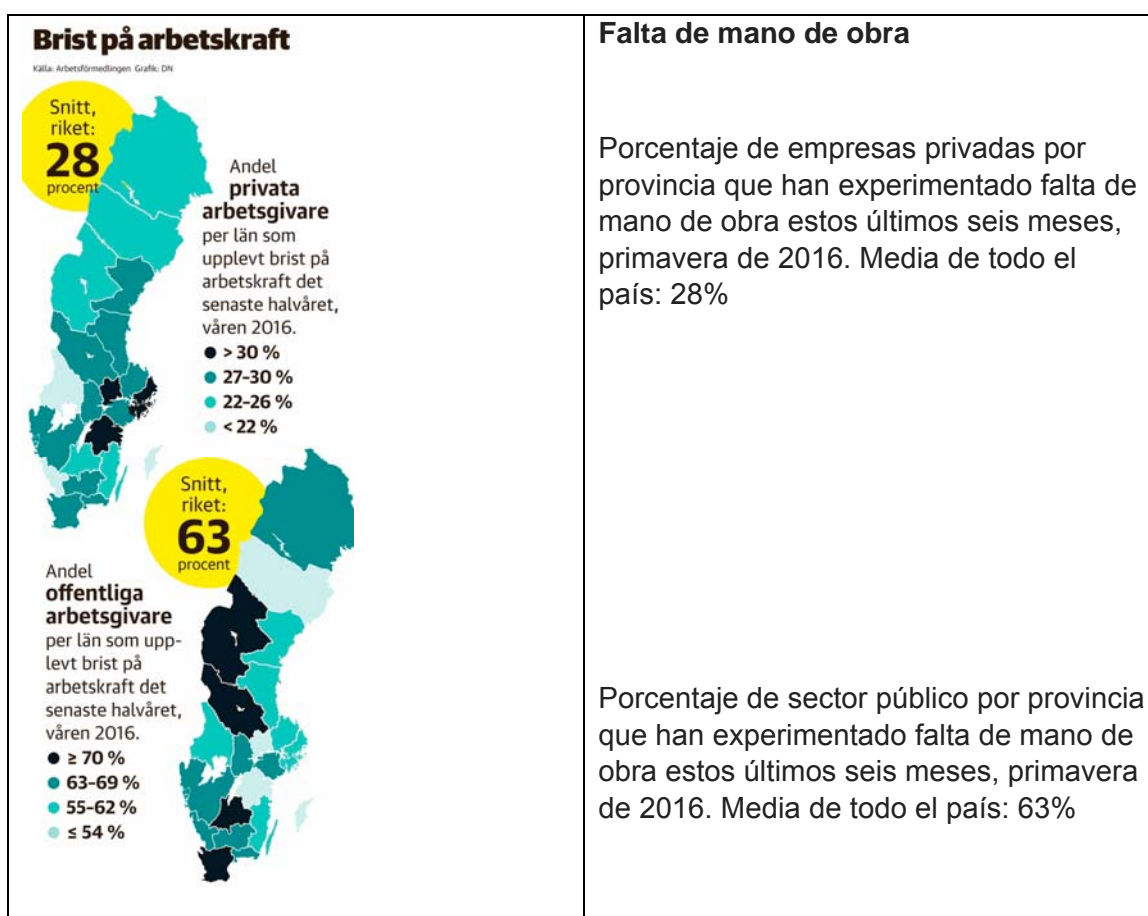 Brist på arbetskraft
Källa: Arbetsförmedlingen Grafik: DN
Snitt,
riket:
28
procent
Andel
privata
arbetsgivare
per län som
upplevt brist på
arbetskraft det
senaste halvåret,
våren 2016.
> 30 %
27–30 %
22–26 %
< 22 %
Snitt,
riket:
63
procent
Andel
offentliga
arbetsgivare
per län som upp-
levt brist på
arbetskraft det
senaste halvåret,
våren 2016.
≥ 70 %
63–69 %
55–62 %
≤ 54 %
Falta de mano de obra
Porcentaje de empresas privadas por
provincia que han experimentado falta de
mano de obra estos últimos seis meses,
primavera de 2016. Media de todo el
país: 28%
Porcentaje de sector público por provincia
que han experimentado falta de mano de
obra estos últimos seis meses, primavera
de 2016. Media de todo el país: 63%